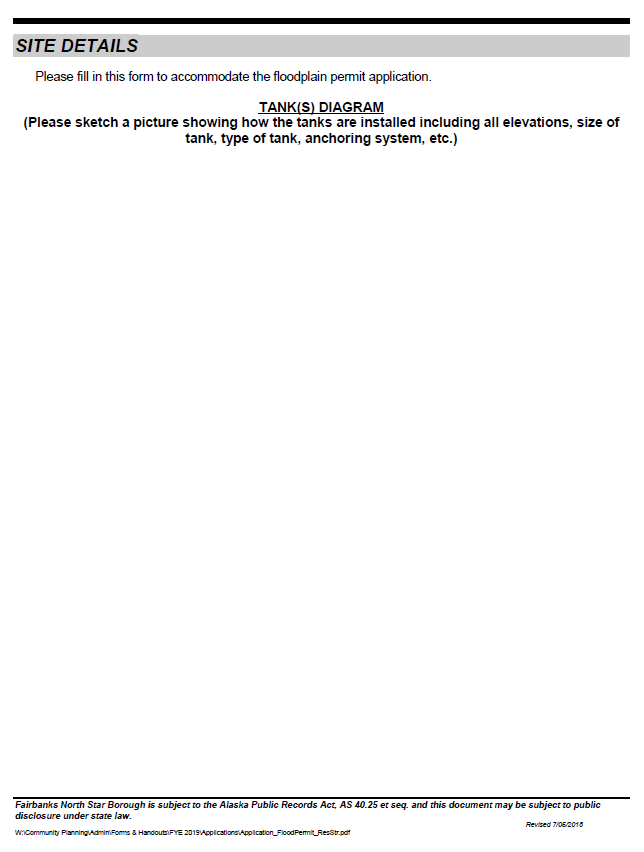 SITE DETAILS
Please fill in this form to accommodate the floodplain permit application.
TANK(S) DIAGRAM
(Please sketch a picture showing how the tanks are installed including all elevations, size of
tank, type of tank, anchoring system, etc.)
Fairbanks North Star Borough is subject to the Alaska Public Records Act, AS 40.25 et seq. and this document may be subject to public
disclosure under state law.
Revised 7/05/2016
W:\Community Planning\Admin\Forms & Handouts\FYE 2019\Applications\Application_FloodPermit_ResStr.pdf